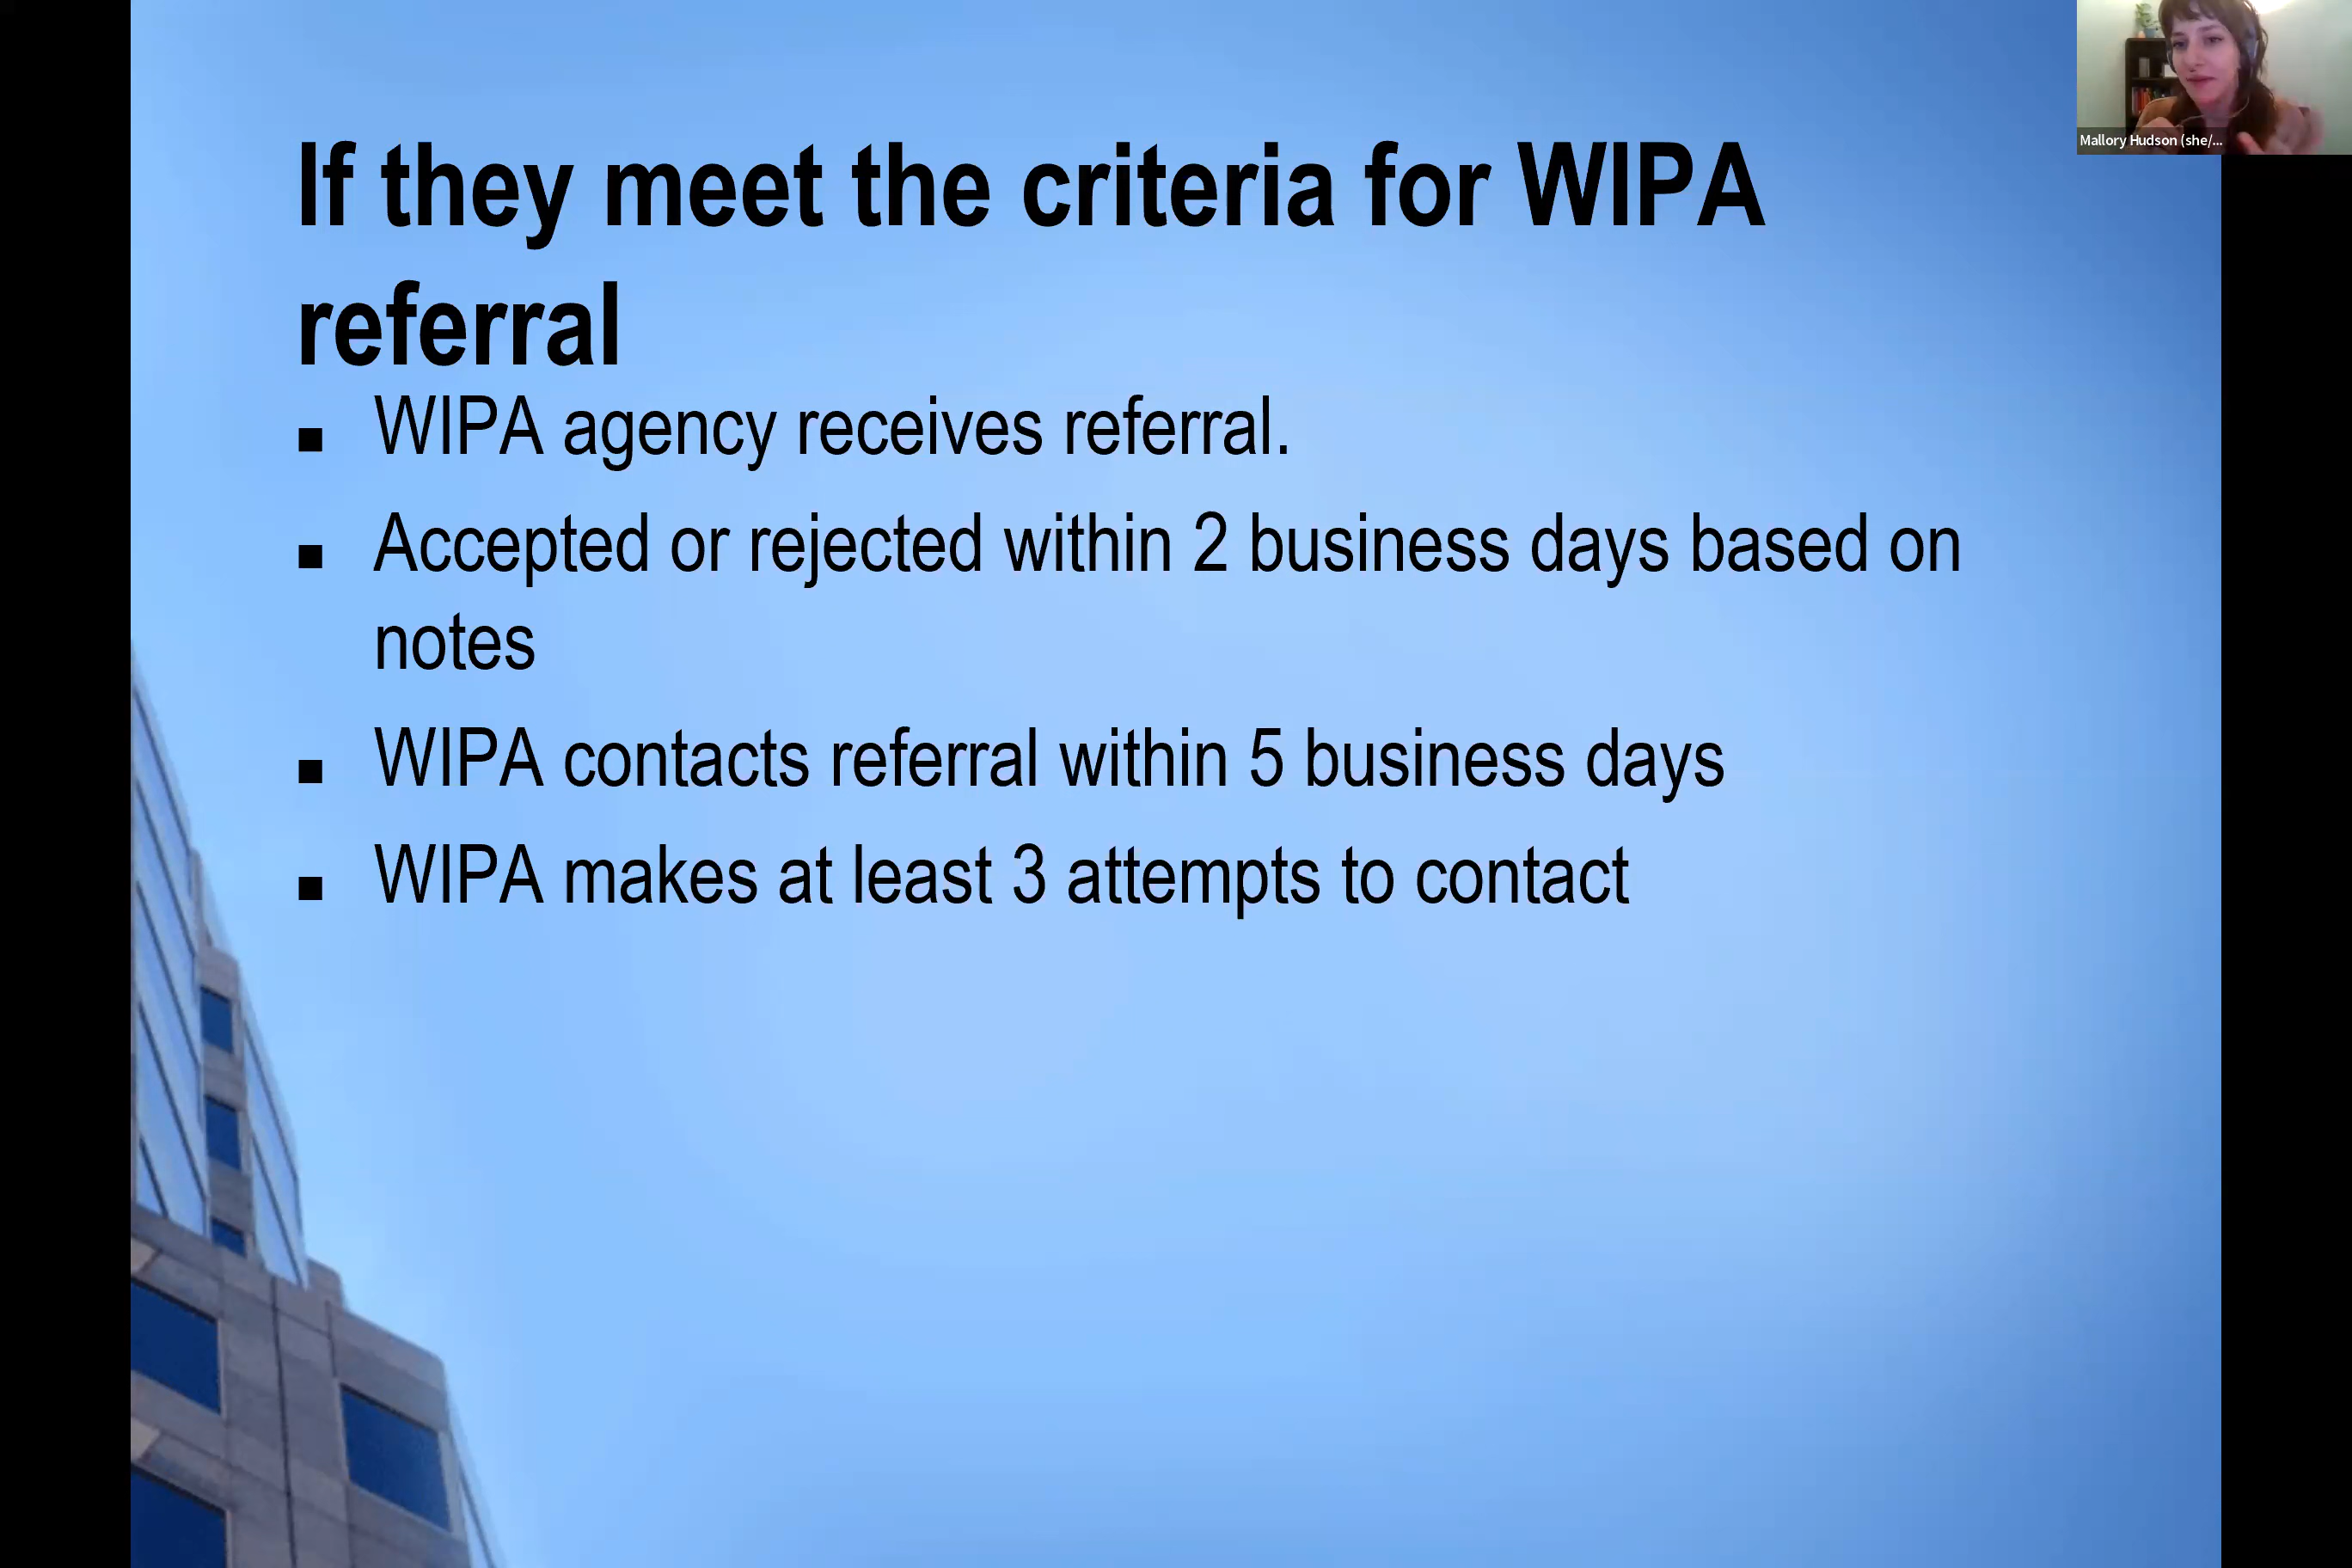 If they meet the criteria for WIPA
referral
■ WIPA agency receives referral.
■ Accepted or rejected within 2 business days based on
notes
■ WIPA contacts referral within 5 business days
■ WIPA makes at least 3 attempts to contact
Mallory Hudson (she/...